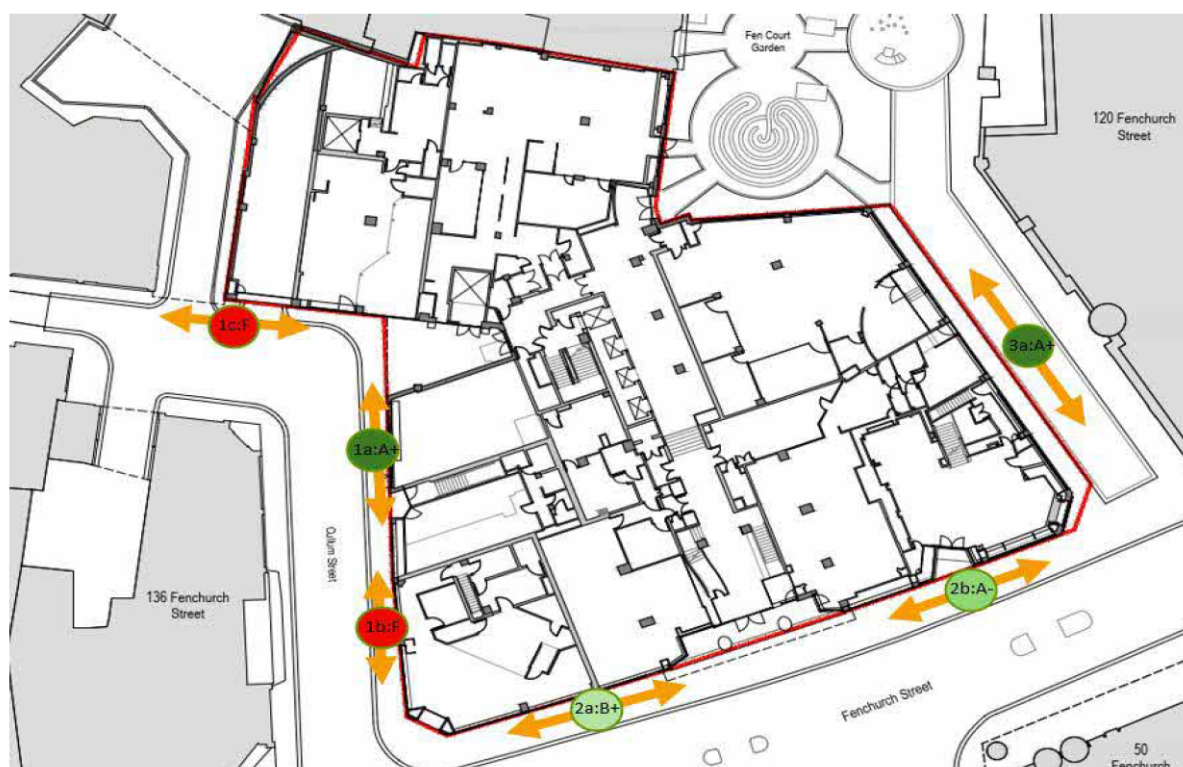 Fen Court
Garden
120 Fenchurch
Street
1c:F
3a:A+
1a:A+
Cullum Street
136 Fenchurch
Street
1b:F
2b:A-
2a:B+
Fenchurch Street
50
Fenchurch